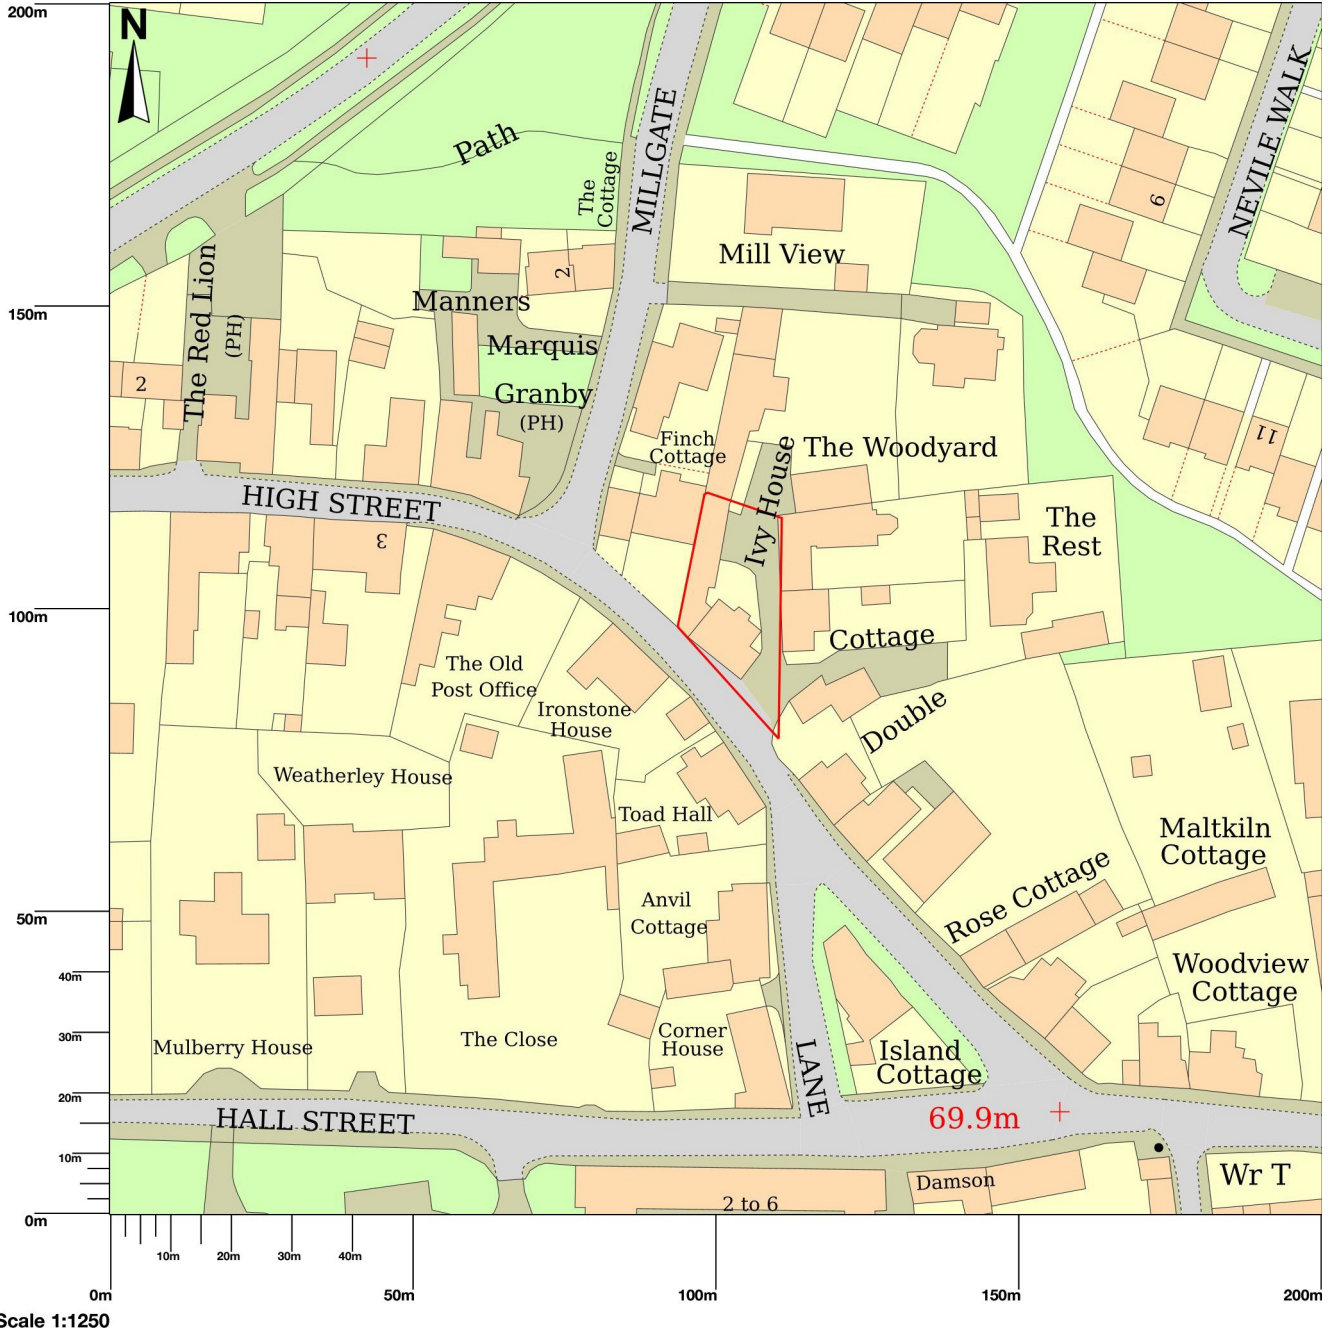 200m
N
MILLGATE
NEVILE WALK
Path
The
Cottage
6
Mill View
The Red Lion
(PH)
2
Manners
150m
Marquis
Granby
(PH)
2
Finch
Cottage
The Woodyard
11
HIGH STREET
Ivy House
3
The
Rest
100m
Cottage
The Old
Post Office
Ironstone
House
Double
Weatherley House
Toad Hall
Maltkiln
Cottage
Rose Cottage
Anvil
Cottage
50m
40m
Woodview
Cottage
30m
Mulberry House
The Close
Corner
House
LANE
Island
Cottage
20m
HALL STREET
69.9m
10m
Damson
Wr T
2 to 6
0m
10m 20m 30m 40m
0m 50m 100m 150m 200m
Scale 1:1250